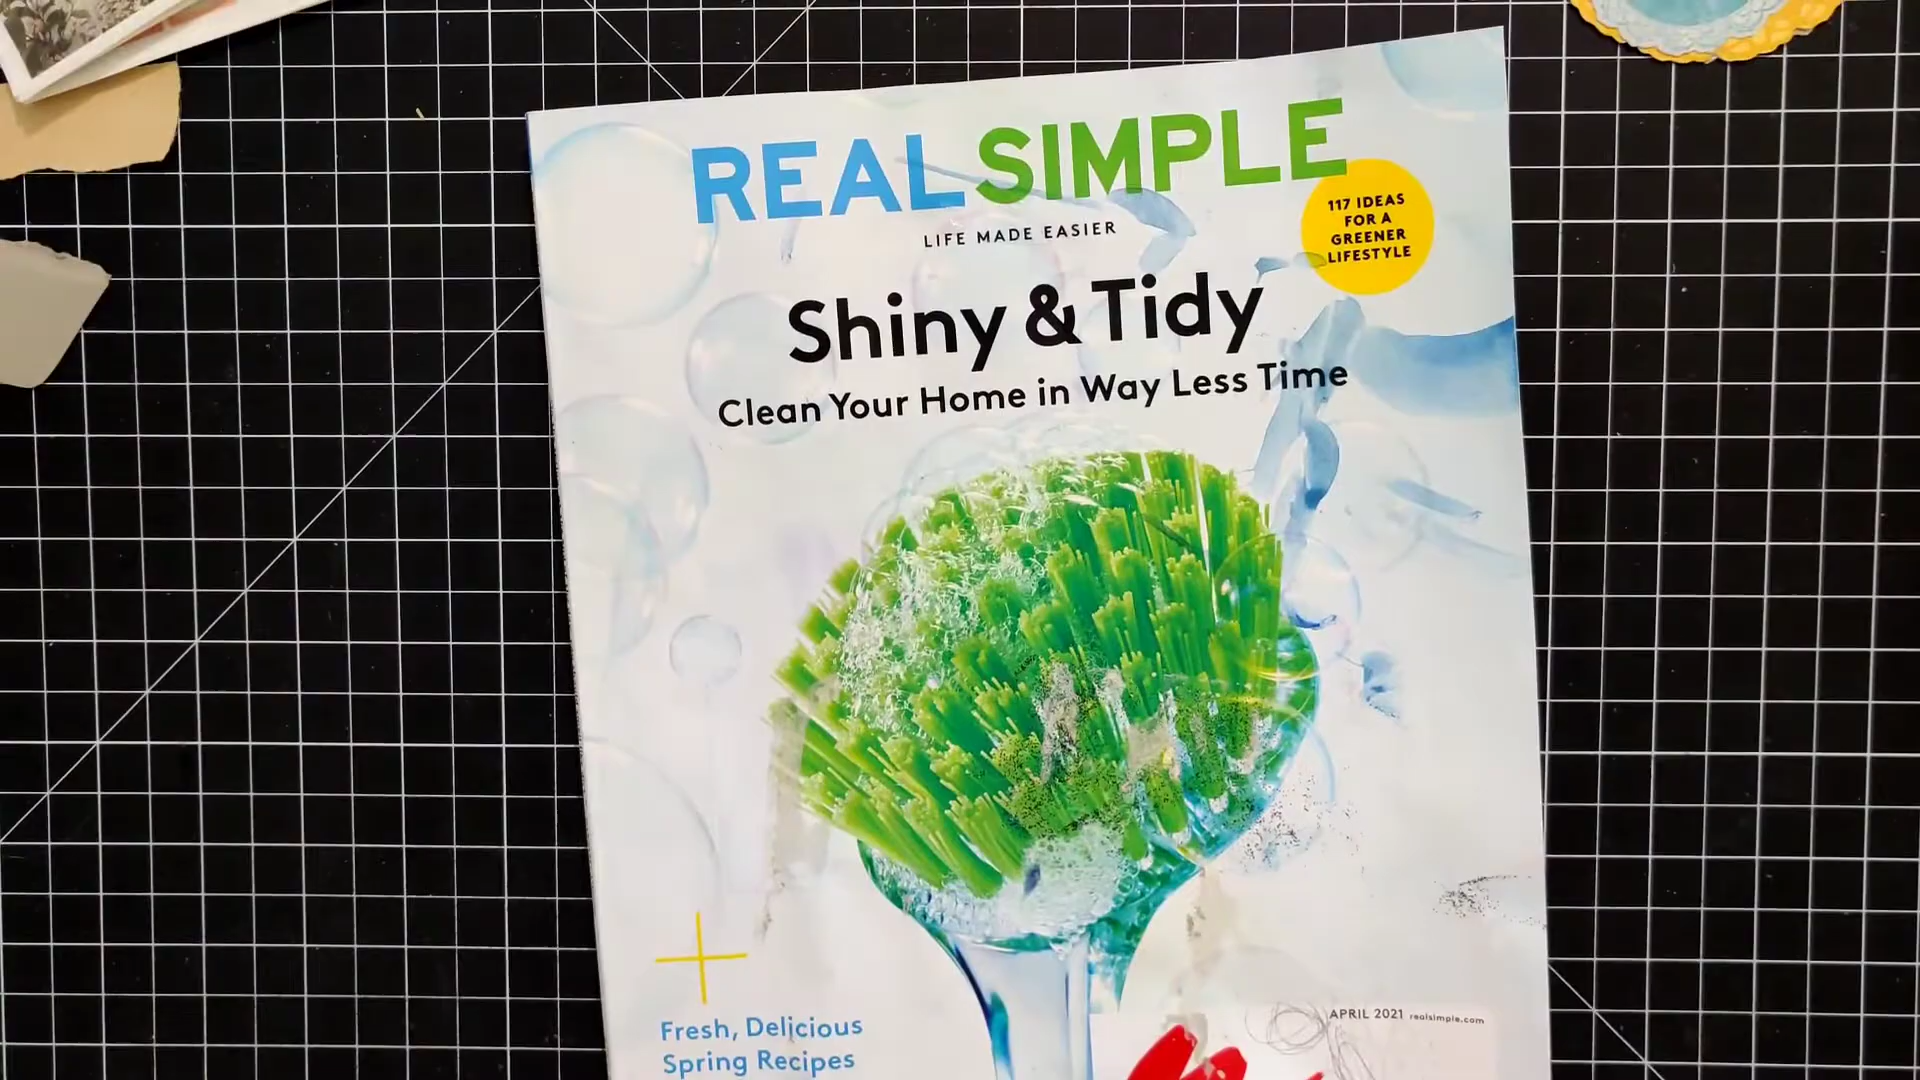 REAL SIMPLE
LIFE MADE EASIER
117 IDEAS
FOR A
GREENER
LIFESTYLE
Shiny & Tidy
Clean Your Home in Way Less Time
Fresh, Delicious
Spring Recipes
APRIL 2021 realsimple.com